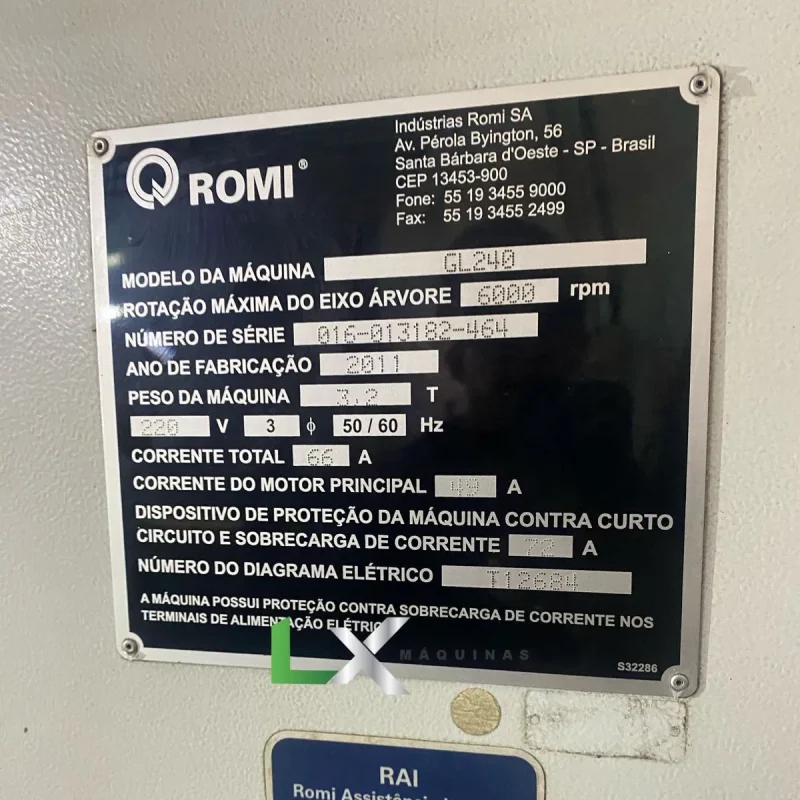 ROMI®
Indústrias Romi SA
Av. Pérola Byington, 56
Santa Bárbara d'Oeste - SP - Brasil
CEP 13453-900
Fone: 55 19 3455 9000
Fax: 55 19 3455 2499
MODELO DA MÁQUINA GL240
ROTAÇÃO MÁXIMA DO EIXO ÁRVORE 6000 rpm
NÚMERO DE SÉRIE 016-013182-464
ANO DE FABRICAÇÃO 2011
PESO DA MÁQUINA 3.2 T
220 V 3 ϕ 50 / 60 Hz
CORRENTE TOTAL 66 A
CORRENTE DO MOTOR PRINCIPAL 49 A
DISPOSITIVO DE PROTEÇÃO DA MÁQUINA CONTRA CURTO
CIRCUITO E SOBRECARGA DE CORRENTE 72 A
NÚMERO DO DIAGRAMA ELÉTRICO T12684
A MÁQUINA POSSUI PROTEÇÃO CONTRA SOBRECARGA DE CORRENTE NOS
TERMINAIS DE ALIMENTAÇÃO
LX MÁQUINAS
S32286
RAI
Romi